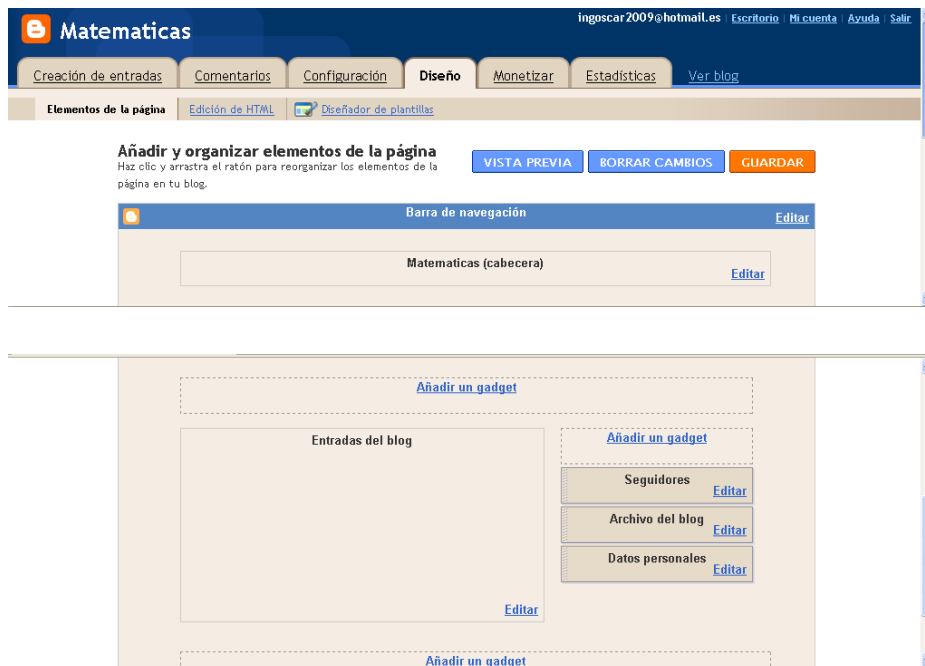 ingoscar2009@hotmail.es | Escritorio | Mi cuenta | Ayuda | Salir
Matematicas
Creación de entradas Comentarios Configuración Diseño Monetizar Estadísticas Ver blog
Elementos de la página Edición de HTML Diseñador de plantillas
Añadir y organizar elementos de la página
Haz clic y arrastra el ratón para reorganizar los elementos de la
página en tu blog.
VISTA PREVIA BORRAR CAMBIOS GUARDAR
Barra de navegación
Editar
Matematicas (cabecera)
Editar
Añadir un gadget
Entradas del blog
Editar
Añadir un gadget
Seguidores
Editar
Archivo del blog
Editar
Datos personales
Editar
Añadir un gadget